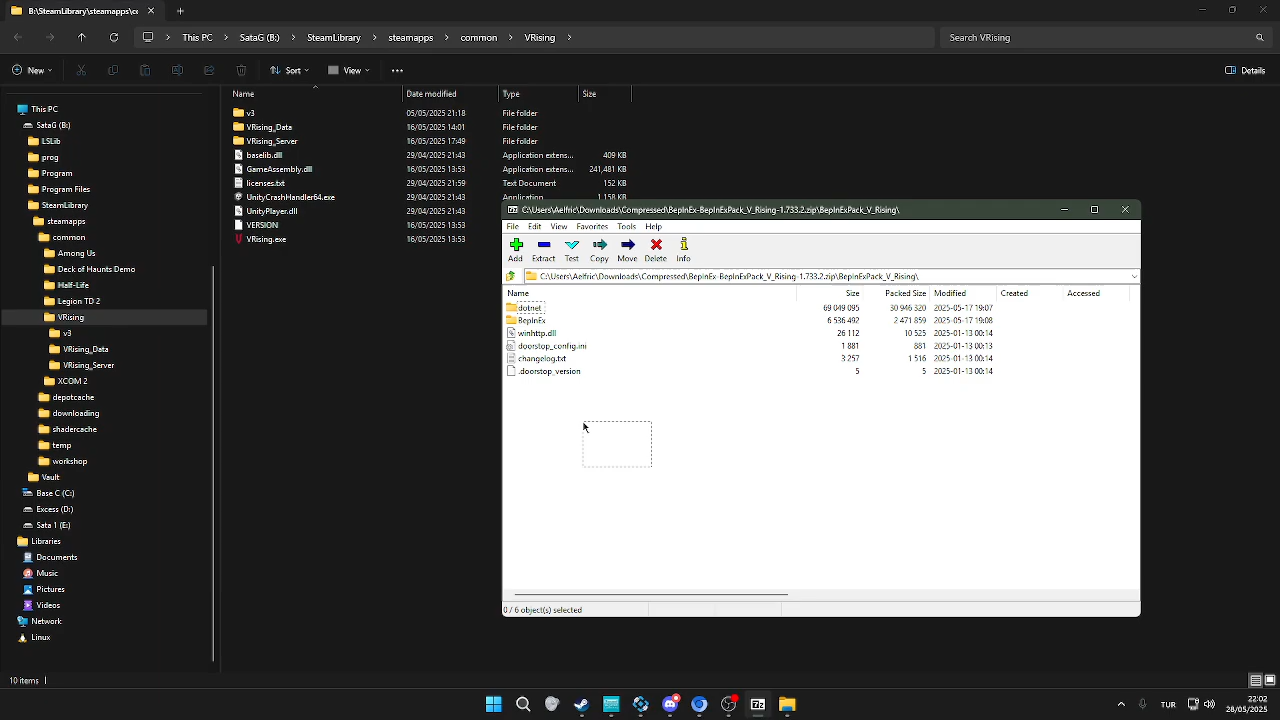 B:\SteamLibrary\steamapps\cc
This PC > SataG (B:) > SteamLibrary > steamapps > common > VRising >
Search VRising
New Sort View Details
Name Date modified Type Size
v3 05/05/2025 21:18 File folder
VRising_Data 16/05/2025 14:01 File folder
VRising_Server 16/05/2025 17:49 File folder
baselib.dll 29/04/2025 21:43 Application extens... 409 KB
GameAssembly.dll 16/05/2025 13:53 Application extens... 241,481 KB
licenses.txt 29/04/2025 21:59 Text Document 152 KB
UnityCrashHandler64.exe 29/04/2025 21:43 Application 1,158 KB
UnityPlayer.dll 29/04/2025 21:43
VERSION 16/05/2025 13:53
VRising.exe 16/05/2025 13:53
This PC
SataG (B:)
LSLib
prog
Program
Program Files
SteamLibrary
steamapps
common
Among Us
Deck of Haunts Demo
Half-Life
Legion TD 2
VRising
v3
VRising_Data
VRising_Server
XCOM 2
depotcache
downloading
shadercache
temp
workshop
Vault
Base C (C:)
Excess (D:)
Sata 1 (E:)
Libraries
Documents
Music
Pictures
Videos
Network
Linux
10 items
C:\Users\Aelfric\Downloads\Compressed\BepInEx-BepInExPack_V_Rising-1.733.2.zip\BepInExPack_V_Rising\
File Edit View Favorites Tools Help
Add Extract Test Copy Move Delete Info
C:\Users\Aelfric\Downloads\Compressed\BepInEx-BepInExPack_V_Rising-1.733.2.zip\BepInExPack_V_Rising\
Name Size Packed Size Modified Created Accessed
dotnet 69 049 095 30 946 320 2025-05-17 19:07
BepInEx 6 536 492 2 471 859 2025-05-17 19:08
winhttp.dll 26 112 10 525 2025-01-13 00:14
doorstop_config.ini 1 881 881 2025-01-13 00:13
changelog.txt 3 257 1 516 2025-01-13 00:14
.doorstop_version 5 5 2025-01-13 00:14
0 / 6 object(s) selected
7z
TUR
22:02
28/05/2025